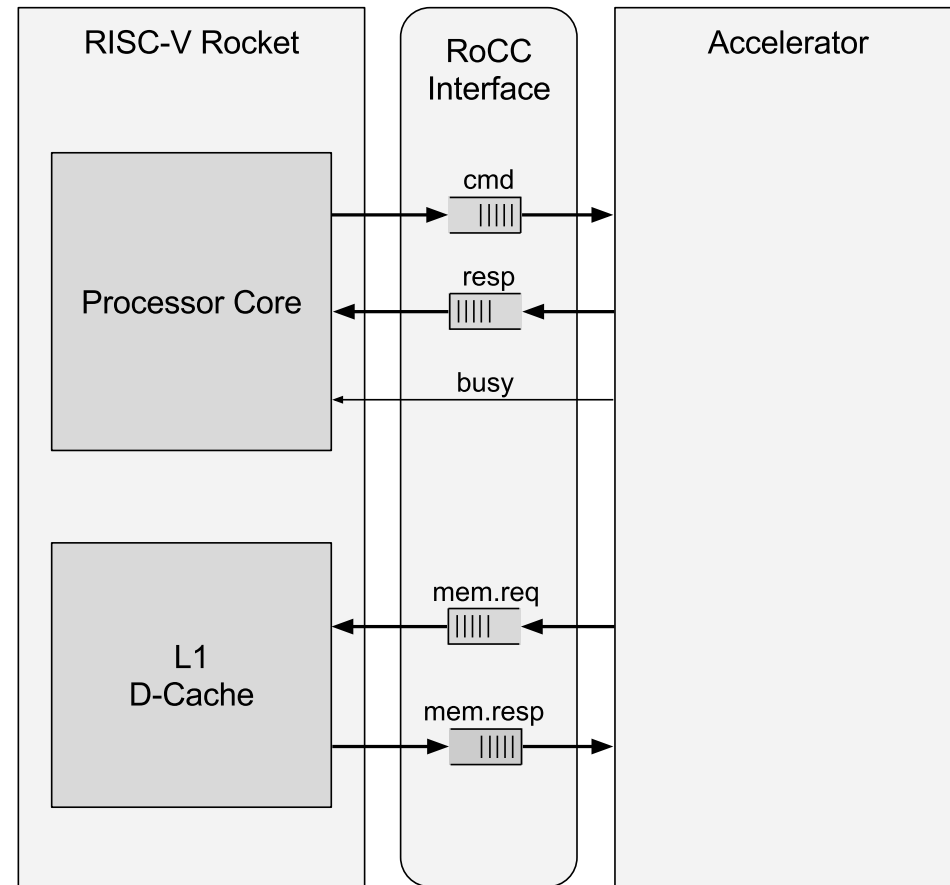 RISC-V Rocket
RoCC
Interface
Accelerator
cmd
Processor Core
resp
busy
L1
D-Cache
mem.req
mem.resp